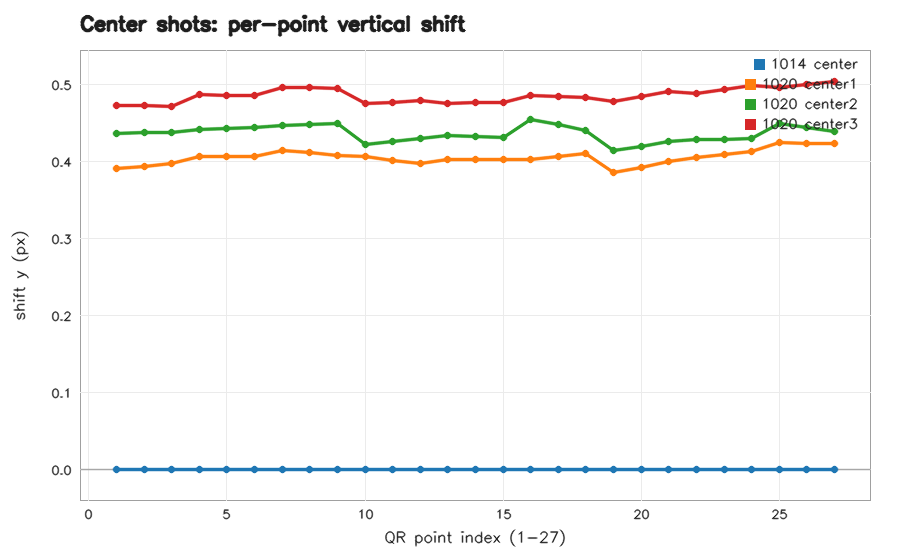 Center shots: per-point vertical shift
1014 center
1020 center1
1020 center2
1020 center3
0.5
0.4
0.3
0.2
0.1
0.0
shift y (px)
0
5
10
15
20
25
QR point index (1-27)